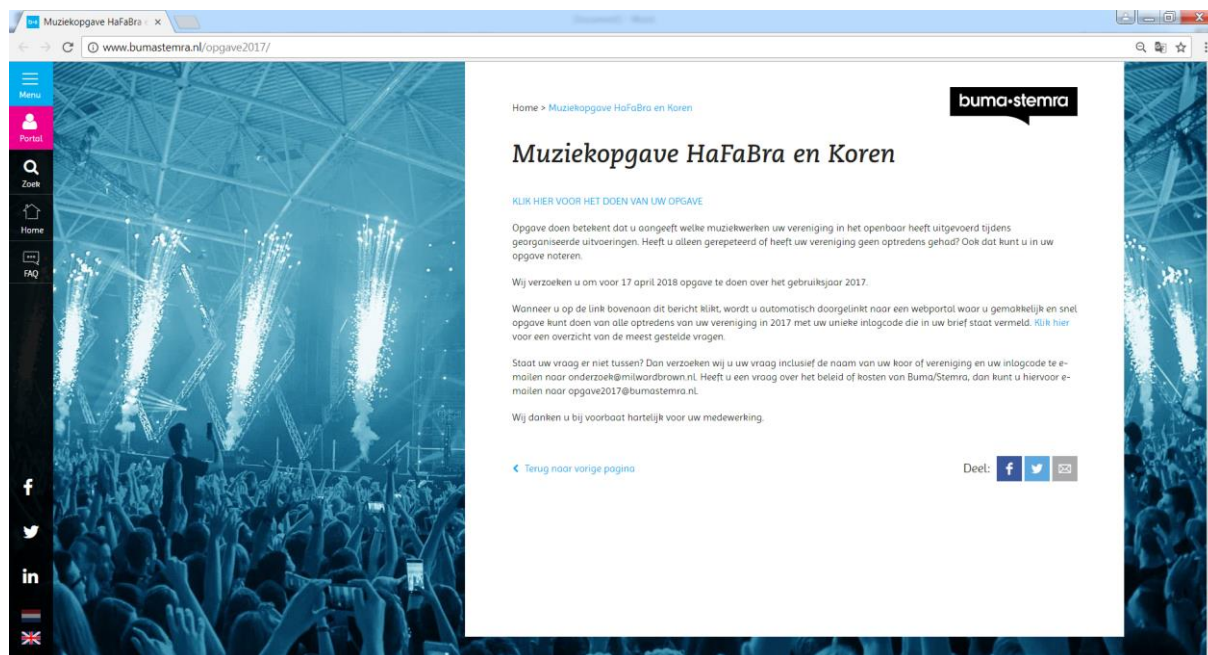 Muziekopgave HaFaBra e
www.bumastemra.nl/opgave2017/
Menu
Portal
Zoek
Home
FAQ
Home > Muziekopgave HaFaBra en Koren
buma•stemra
Muziekopgave HaFaBra en Koren
KLIK HIER VOOR HET DOEN VAN UW OPGAVE
Opgave doen betekent dat u aangeeft welke muziekwerken uw vereniging in het openbaar heeft uitgevoerd tijdens
georganiseerde uitvoeringen. Heeft u alleen gerepeteerd of heeft uw vereniging geen optredens gehad? Ook dat kunt u in uw
opgave noteren.
Wij verzoeken u om voor 17 april 2018 opgave te doen over het gebruiksjaar 2017.
Wanneer u op de link bovenaan dit bericht klikt, wordt u automatisch doorgelinkt naar een webportal waar u gemakkelijk en snel
opgave kunt doen van alle optredens van uw vereniging in 2017 met uw unieke inlogcode die in uw brief staat vermeld. Klik hier
voor een overzicht van de meest gestelde vragen.
Staat uw vraag er niet tussen? Dan verzoeken wij u uw vraag inclusief de naam van uw koor of vereniging en uw inlogcode te e-
mailen naar onderzoek@milwardbrown.nl. Heeft u een vraag over het beleid of kosten van Buma/Stemra, dan kunt u hiervoor e-
mailen naar opgave2017@bumastemra.nl.
Wij danken u bij voorbaat hartelijk voor uw medewerking.
Terug naar vorige pagina
Deel: